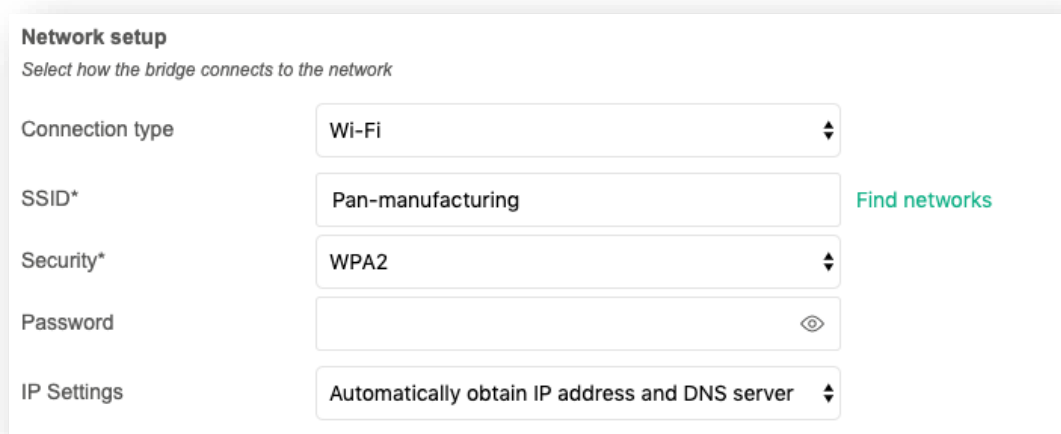 Network setup
Select how the bridge connects to the network
Connection type Wi-Fi
SSID* Pan-manufacturing Find networks
Security* WPA2
Password
IP Settings Automatically obtain IP address and DNS server